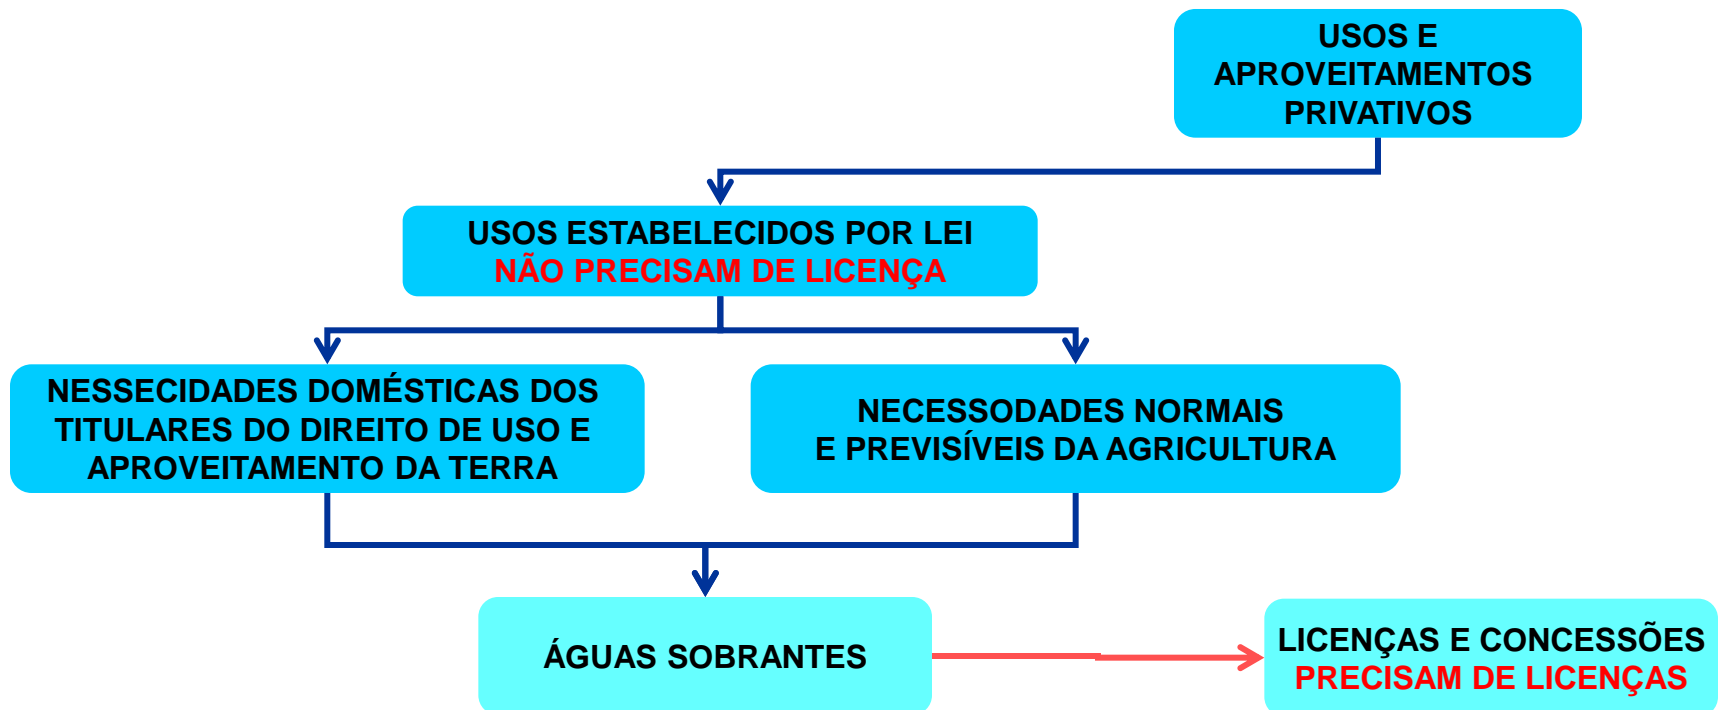 USOS E
APROVEITAMENTOS
PRIVATIVOS
USOS ESTABELECIDOS POR LEI
NÃO PRECISAM DE LICENÇA
NESSECIDADES DOMÉSTICAS DOS
TITULARES DO DIREITO DE USO E
APROVEITAMENTO DA TERRA
NECESSODADES NORMAIS
E PREVISÍVEIS DA AGRICULTURA
ÁGUAS SOBRANTES
LICENÇAS E CONCESSÕES
PRECISAM DE LICENÇAS